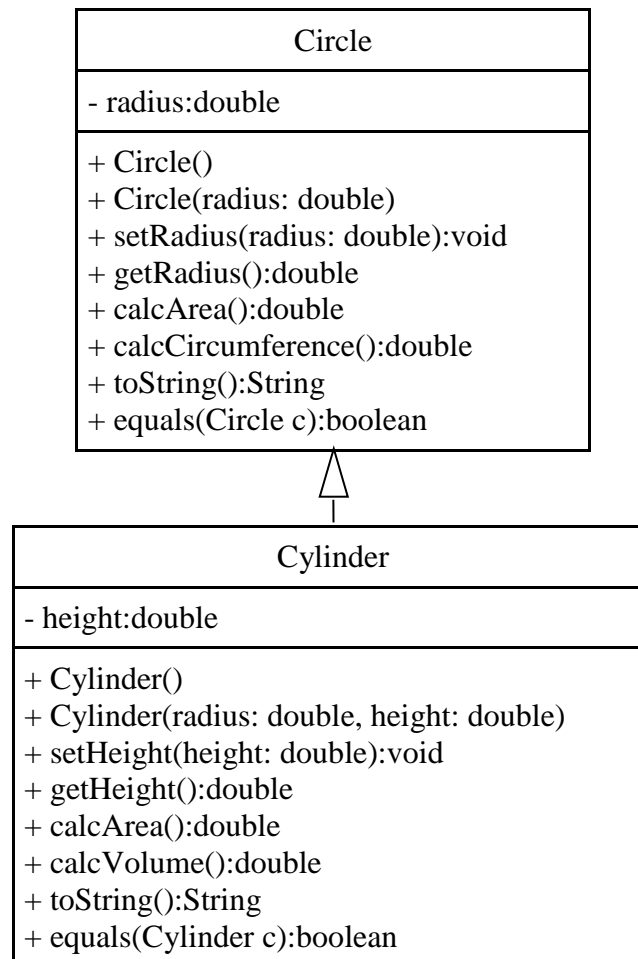 Circle
- radius:double
+ Circle()
+ Circle(radius: double)
+ setRadius(radius: double):void
+ getRadius():double
+ calcArea():double
+ calcCircumference():double
+ toString():String
+ equals(Circle c):boolean
Cylinder
- height:double
+ Cylinder()
+ Cylinder(radius: double, height: double)
+ setHeight(height: double):void
+ getHeight():double
+ calcArea():double
+ calcVolume():double
+ toString():String
+ equals(Cylinder c):boolean